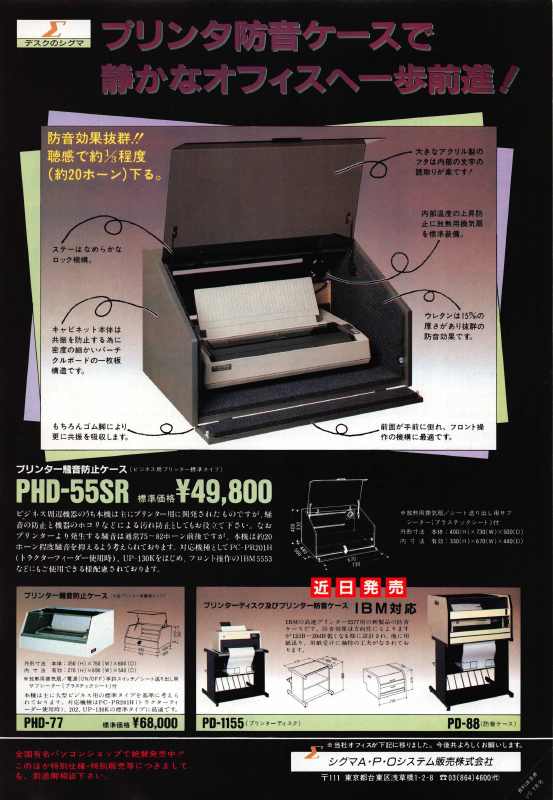 Σ
デスクのシグマ
プリンタ防音ケースで
静かなオフィスへ一歩前進!
防音効果抜群!!
聴感で約⅓程度
(約20ホーン)下る。
大きなアクリル製の
フタは内部の文字の
読取りが楽です!
内部温度の上昇防
止に放熱用換気扇
を標準装備。
ステーはなめらかな
ロック機構。
ウレタンは15%の
厚さがあり抜群の
防音効果です。
キャビネット本体は
共振を防止する為に
密度の細かいパーチ
クルボードの一枚板
構造です。
もちろんゴム脚により
更に共振を吸収します。
前面が手前に倒れ、フロント操
作の機構に最適です。
プリンター騒音防止ケース(ビジネス用プリンター標準タイプ)
PHD-55SR 標準価格¥49,800
ビジネス周辺機器のうち本機は主にプリンター用に開発されたものですが、騒
音の防止と機器のホコリなどによる汚れ防止としてもお役立て下さい。なお
プリンターより発生する騒音は通常75〜82ホーン前後ですが、本機は約20
ホーン程度騒音を抑えるよう考えられております。対応機種としてPC-PR201H
(トラクターフィーダー使用時)、UP-130Kをはじめ、フロント操作のIBM5553
などにもご使用できる様配慮されております。
※放熱用換気扇/シート送り出し用サブ
シーター(プラスチックシート)付
外形寸法 本体:400(H)×730(W)×500(D)
内寸法 有効:330(H)×670(W)×440(D)
近日発売
プリンター騒音防止ケース
外形寸法 本体:350(H)×750(W)×600(D)
内寸法 有効:270(H)×690(W)×540(D)
※放熱用換気扇/電源(ON/OFF)手許スイッチ/シート送り出し用
サブシーター(プラスチックシート)付
本機は主に大型ビジネス用の標準タイプを基準に考えら
れております。対応機種はPC-PR201H(トラクターフィ
ーダー使用時)、202、UP-130Kの標準タイプに最適です。
PHD-77 標準価格¥68,000
プリンターディスク及びプリンター防音ケース IBM対応
IBMの高速プリンター5577用の新製品の防音
ケースです。防音効果は方向性にもよります
が12dB〜20dB低くなる様に設計され、他に用
紙送り、用紙受けに独特の工夫がなされてお
ります。
PD-1155(プリンターディスク)
PD-88(防音ケース)
全国有名パソコンショップで絶賛発売中!!
このほか特別仕様・特別販売等につきまして
も、別途御相談下さい。
※当社オフィスが下記に移りました。今後共よろしくお願いします。
Σ シグマA・P・Oシステム販売株式会社
〒111 東京都台東区浅草橋1-2-8 ☎03(864)4600㈹